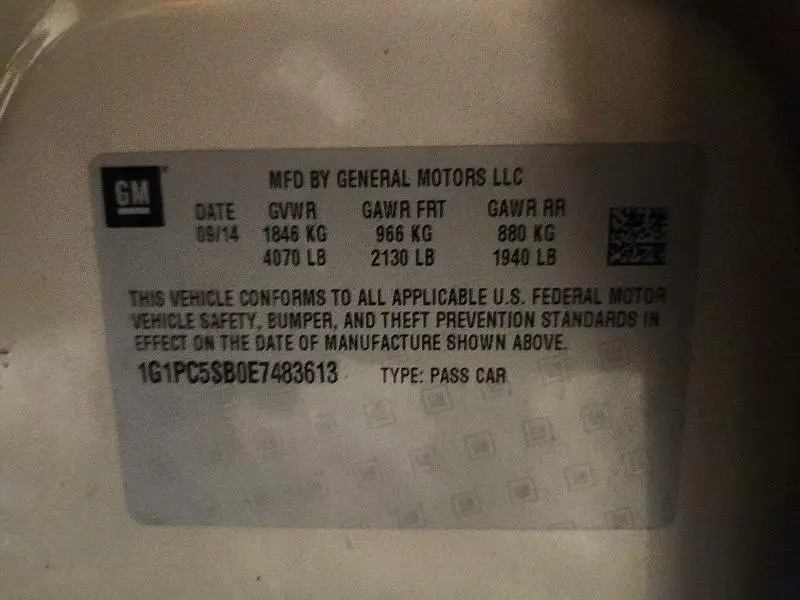 GM
MFD BY GENERAL MOTORS LLC
DATE GVWR GAWR FRT GAWR RR
09/14 1846 KG 966 KG 880 KG
4070 LB 2130 LB 1940 LB
THIS VEHICLE CONFORMS TO ALL APPLICABLE U.S. FEDERAL MOTOR
VEHICLE SAFETY, BUMPER, AND THEFT PREVENTION STANDARDS IN
EFFECT ON THE DATE OF MANUFACTURE SHOWN ABOVE.
1G1PC5SB0E7483613 TYPE: PASS CAR